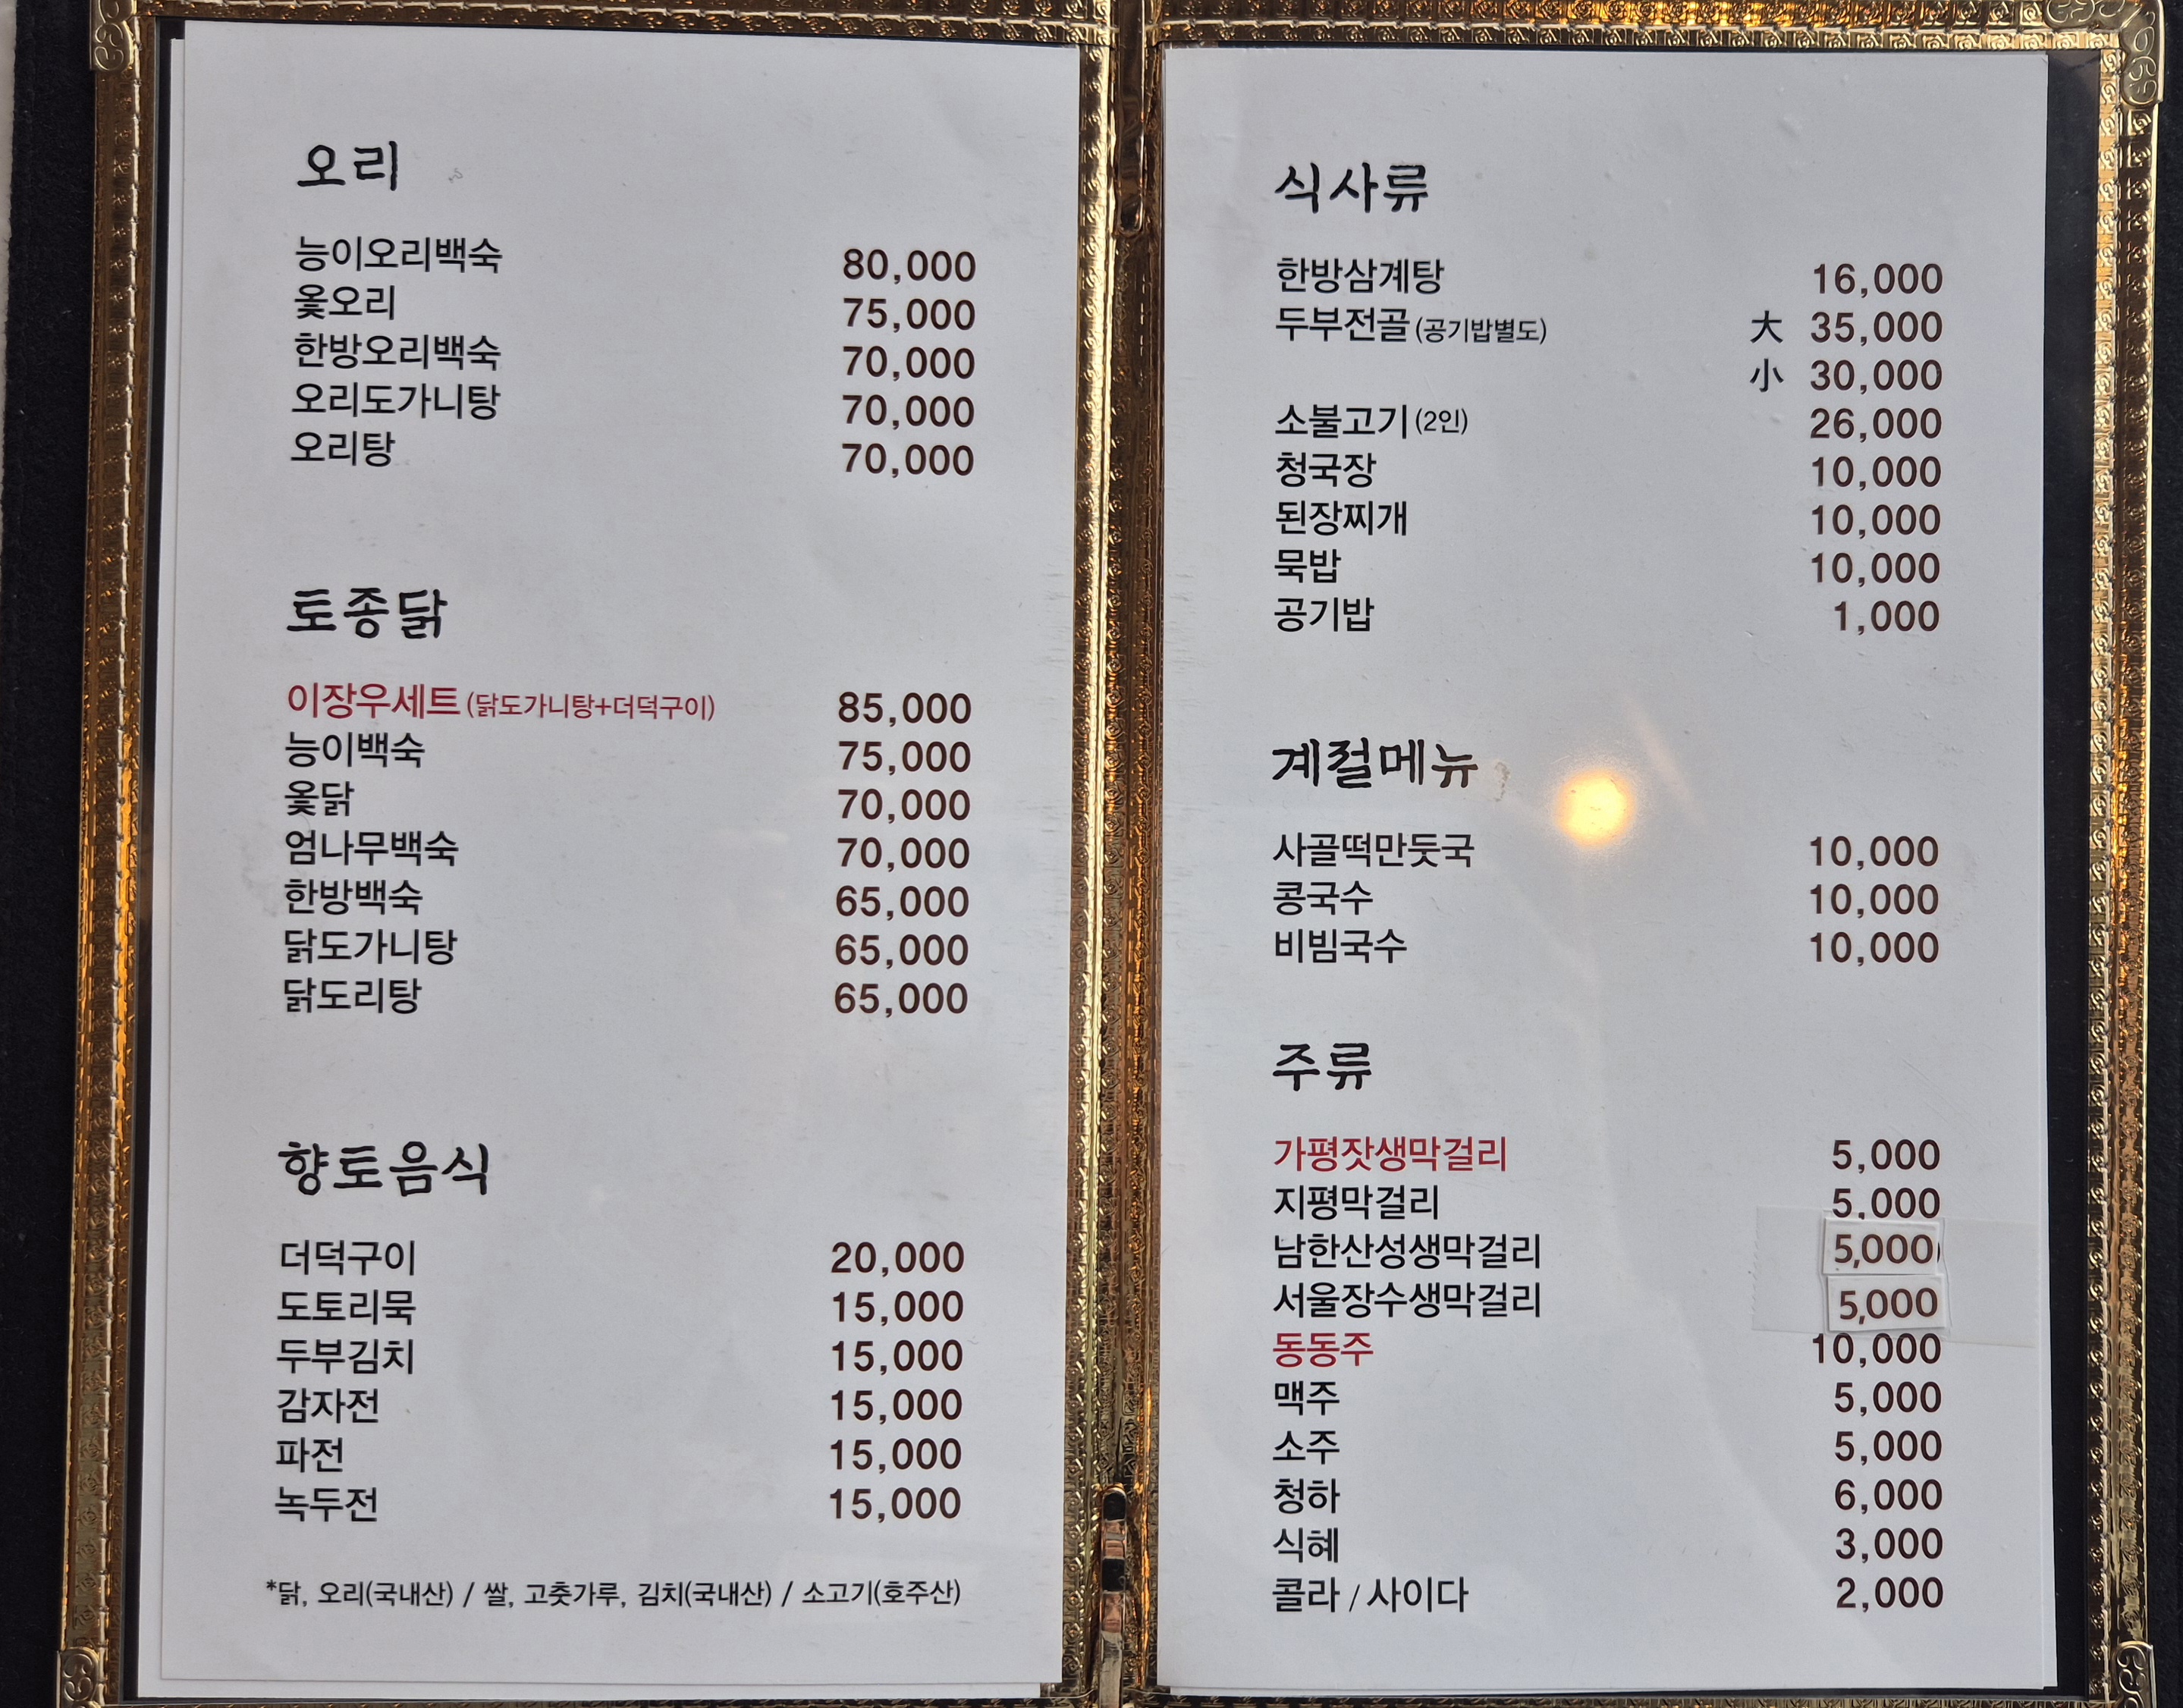 오리
능이오리백숙 80,000
옻오리 75,000
한방오리백숙 70,000
오리도가니탕 70,000
오리탕 70,000
토종닭
이장우세트 (닭도가니탕+더덕구이) 85,000
능이백숙 75,000
옻닭 70,000
엄나무백숙 70,000
한방백숙 65,000
닭도가니탕 65,000
닭도리탕 65,000
향토음식
더덕구이 20,000
도토리묵 15,000
두부김치 15,000
감자전 15,000
파전 15,000
녹두전 15,000
*닭, 오리(국내산) / 쌀, 고춧가루, 김치(국내산) / 소고기(호주산)
식사류
한방삼계탕 16,000
두부전골 (공기밥별도) 大 35,000
小 30,000
소불고기 (2인) 26,000
청국장 10,000
된장찌개 10,000
묵밥 10,000
공기밥 1,000
계절메뉴
사골떡만둣국 10,000
콩국수 10,000
비빔국수 10,000
주류
가평잣생막걸리 5,000
지평막걸리 5,000
남한산성생막걸리 5,000
서울장수생막걸리 5,000
동동주 10,000
맥주 5,000
소주 5,000
청하 6,000
식혜 3,000
콜라 / 사이다 2,000